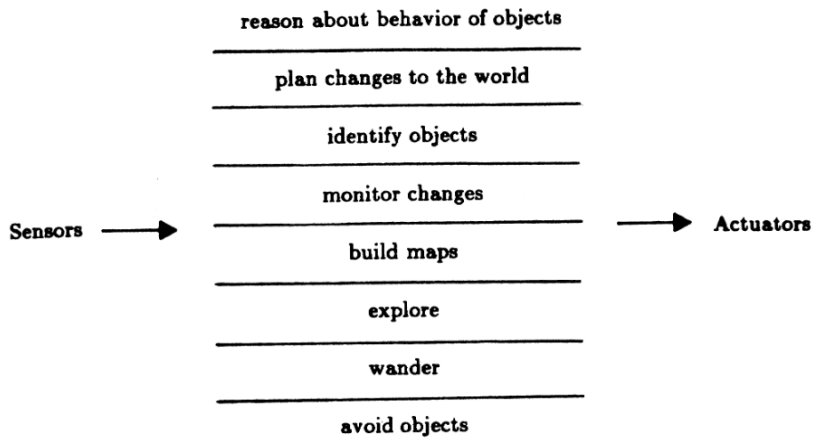 reason about behavior of objects
plan changes to the world
identify objects
monitor changes
Sensors
Actuators
build maps
explore
wander
avoid objects